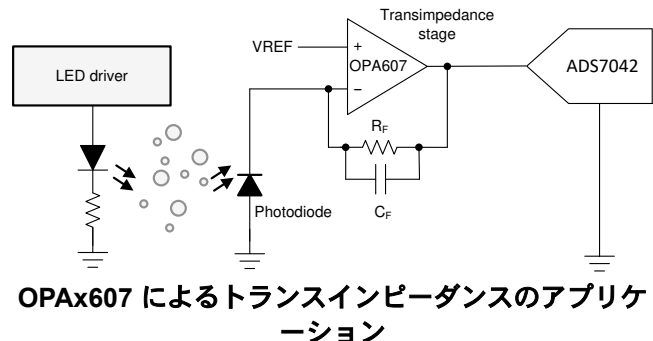 Transimpedance
stage
VREF
+
OPA607
−
ADS7042
LED driver
RF
CF
Photodiode
OPAx607 によるトランスインピーダンスのアプリケ
ーション